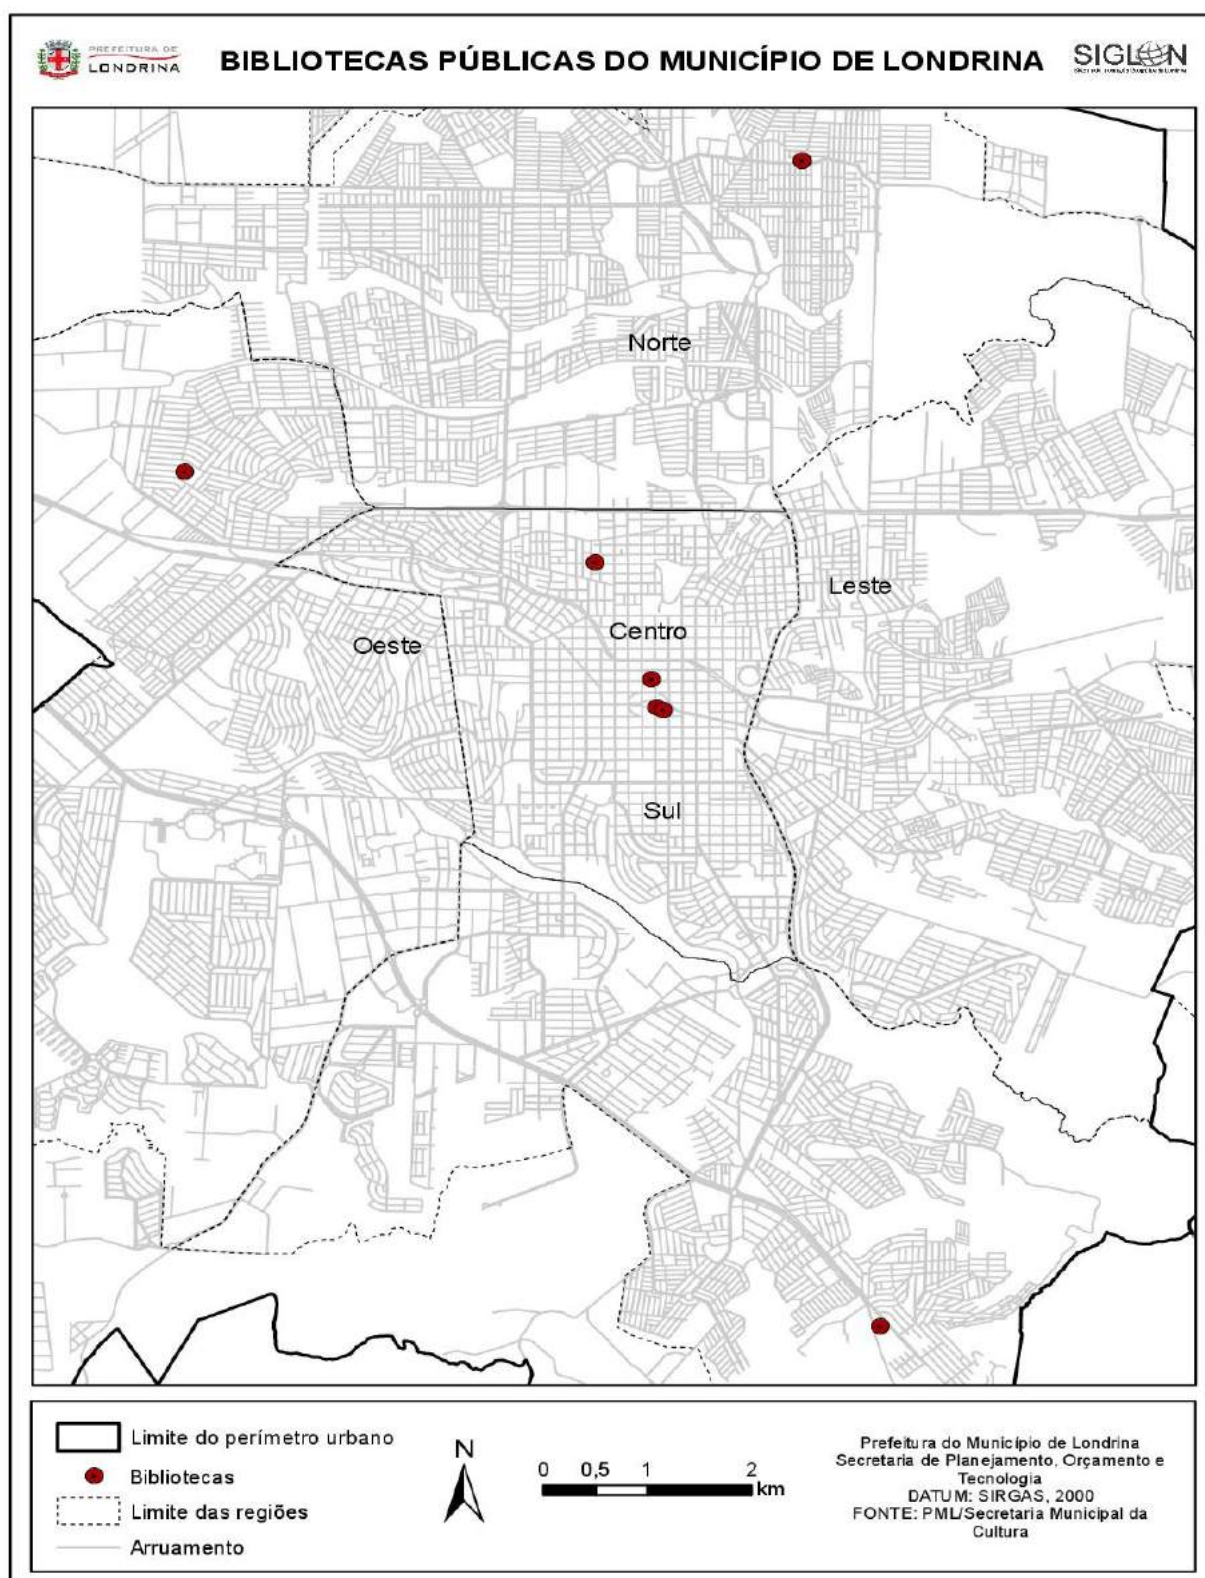 PREFEITURA DE
LONDRINA
BIBLIOTECAS PÚBLICAS DO MUNICÍPIO DE LONDRINA
SIGLON
Norte
Leste
Centro
Oeste
Sul
Limite do perímetro urbano
Bibliotecas
Limite das regiões
Arruamento
N
0 0,5 1 2
km
Prefeitura do Município de Londrina
Secretaria de Planejamento, Orçamento e
Tecnologia
DATUM: SIRGAS, 2000
FONTE: PML/Secretaria Municipal da
Cultura